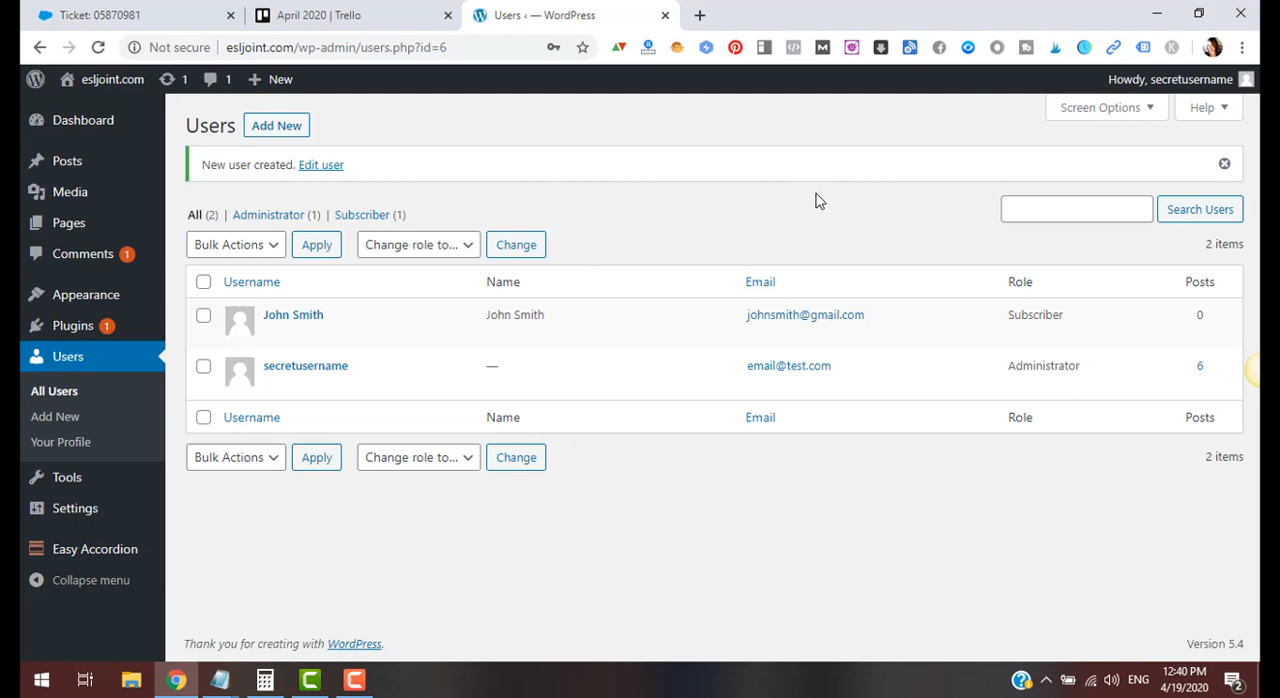 Ticket: 05870981
April 2020 | Trello
Users ‹ — WordPress
Not secure
esljoint.com/wp-admin/users.php?id=6
esljoint.com
1
1
New
Howdy, secretusername
Dashboard
Posts
Media
Pages
Comments 1
Appearance
Plugins 1
Users
All Users
Add New
Your Profile
Tools
Settings
Easy Accordion
Collapse menu
Screen Options
Help
Users
Add New
New user created. Edit user
All (2) | Administrator (1) | Subscriber (1)
Search Users
Bulk Actions
Apply
Change role to...
Change
2 items
Username Name Email Role Posts
John Smith John Smith johnsmith@gmail.com Subscriber 0
secretusername — email@test.com Administrator 6
Username Name Email Role Posts
Bulk Actions
Apply
Change role to...
Change
2 items
Thank you for creating with WordPress.
Version 5.4
ENG
12:40 PM
4/19/2020
2